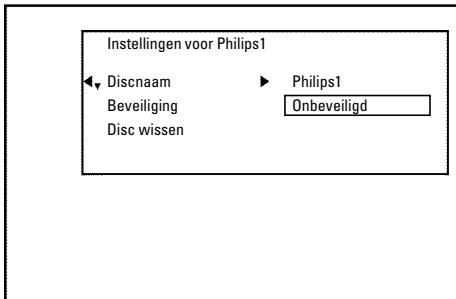 Instellingen voor Philips1
Discnaam Philips1
Beveiliging Onbeveiligd
Disc wissen